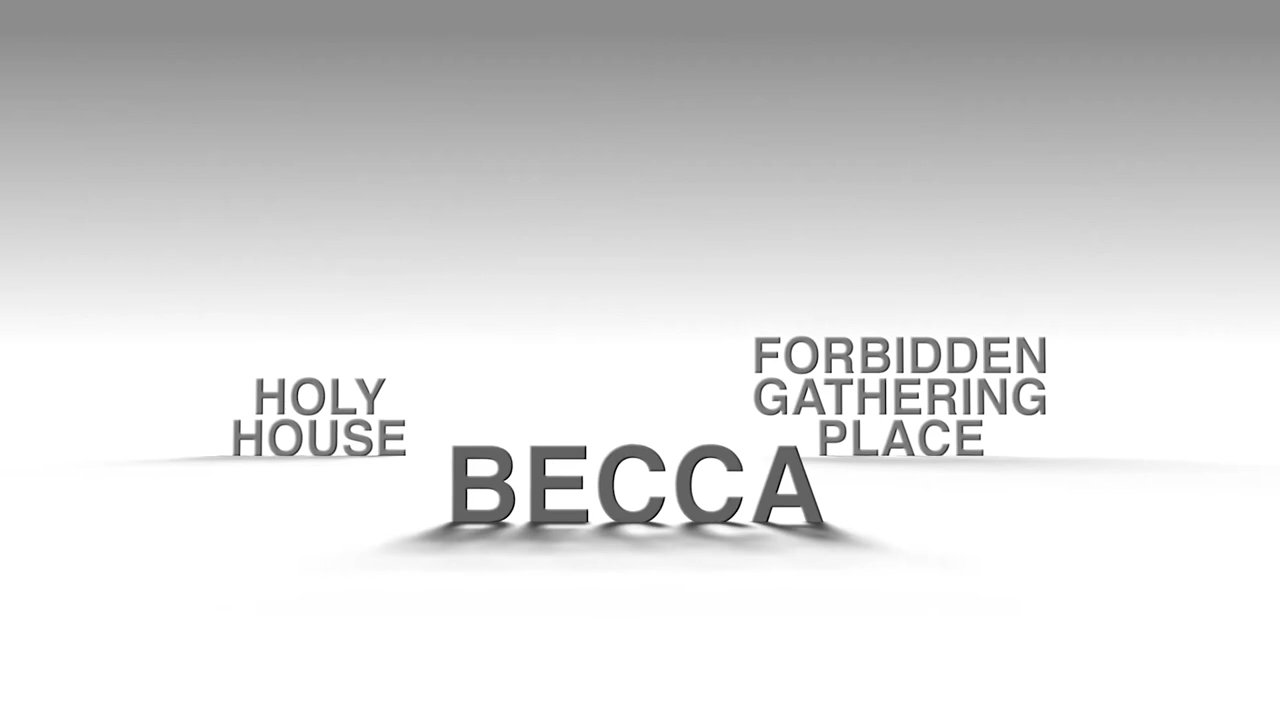 HOLY
HOUSE
BECCA
FORBIDDEN
GATHERING
PLACE